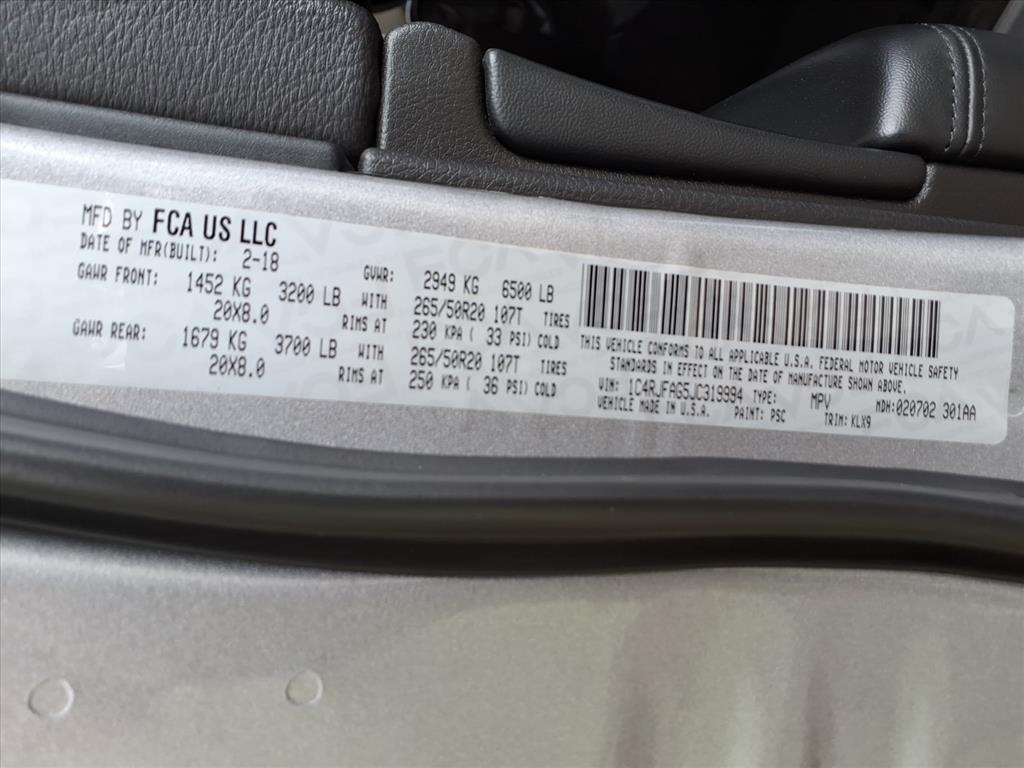 MFD BY FCA US LLC
DATE OF MFR(BUILT): 2-18
GVWR: 2949 KG 6500 LB
GAWR FRONT: 1452 KG 3200 LB WITH 265/50R20 107T TIRES
20X8.0 RIMS AT 230 KPA ( 33 PSI) COLD
GAWR REAR: 1679 KG 3700 LB WITH 265/50R20 107T TIRES
20X8.0 RIMS AT 250 KPA ( 36 PSI) COLD
THIS VEHICLE CONFORMS TO ALL APPLICABLE U.S.A. FEDERAL MOTOR VEHICLE SAFETY
STANDARDS IN EFFECT ON THE DATE OF MANUFACTURE SHOWN ABOVE.
VIN: 1C4RJFAG5JC319994 TYPE: MPV MDH:020702 301AA
VEHICLE MADE IN U.S.A. PAINT: PSC TRIM: KLX9